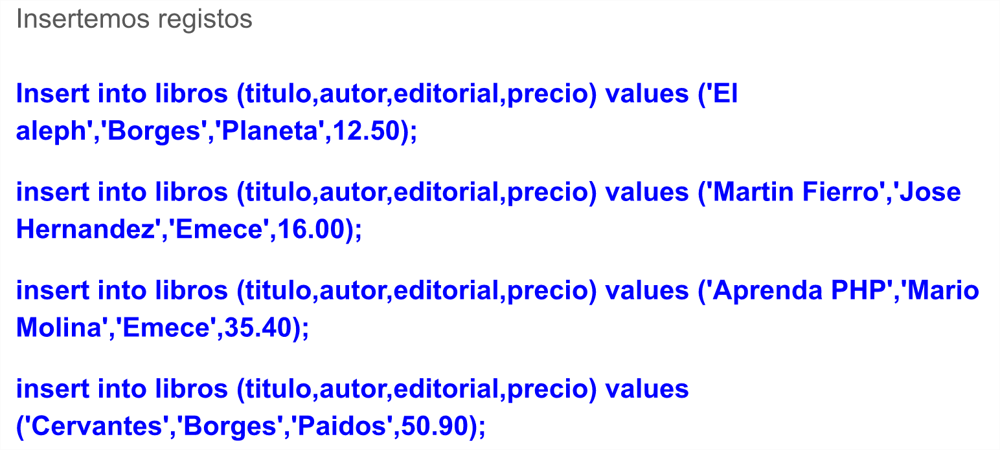 Insertemos registos
Insert into libros (titulo,autor,editorial,precio) values ('El
aleph','Borges','Planeta',12.50);
insert into libros (titulo,autor,editorial,precio) values ('Martin Fierro','Jose
Hernandez','Emece',16.00);
insert into libros (titulo,autor,editorial,precio) values ('Aprenda PHP','Mario
Molina','Emece',35.40);
insert into libros (titulo,autor,editorial,precio) values
('Cervantes','Borges','Paidos',50.90);